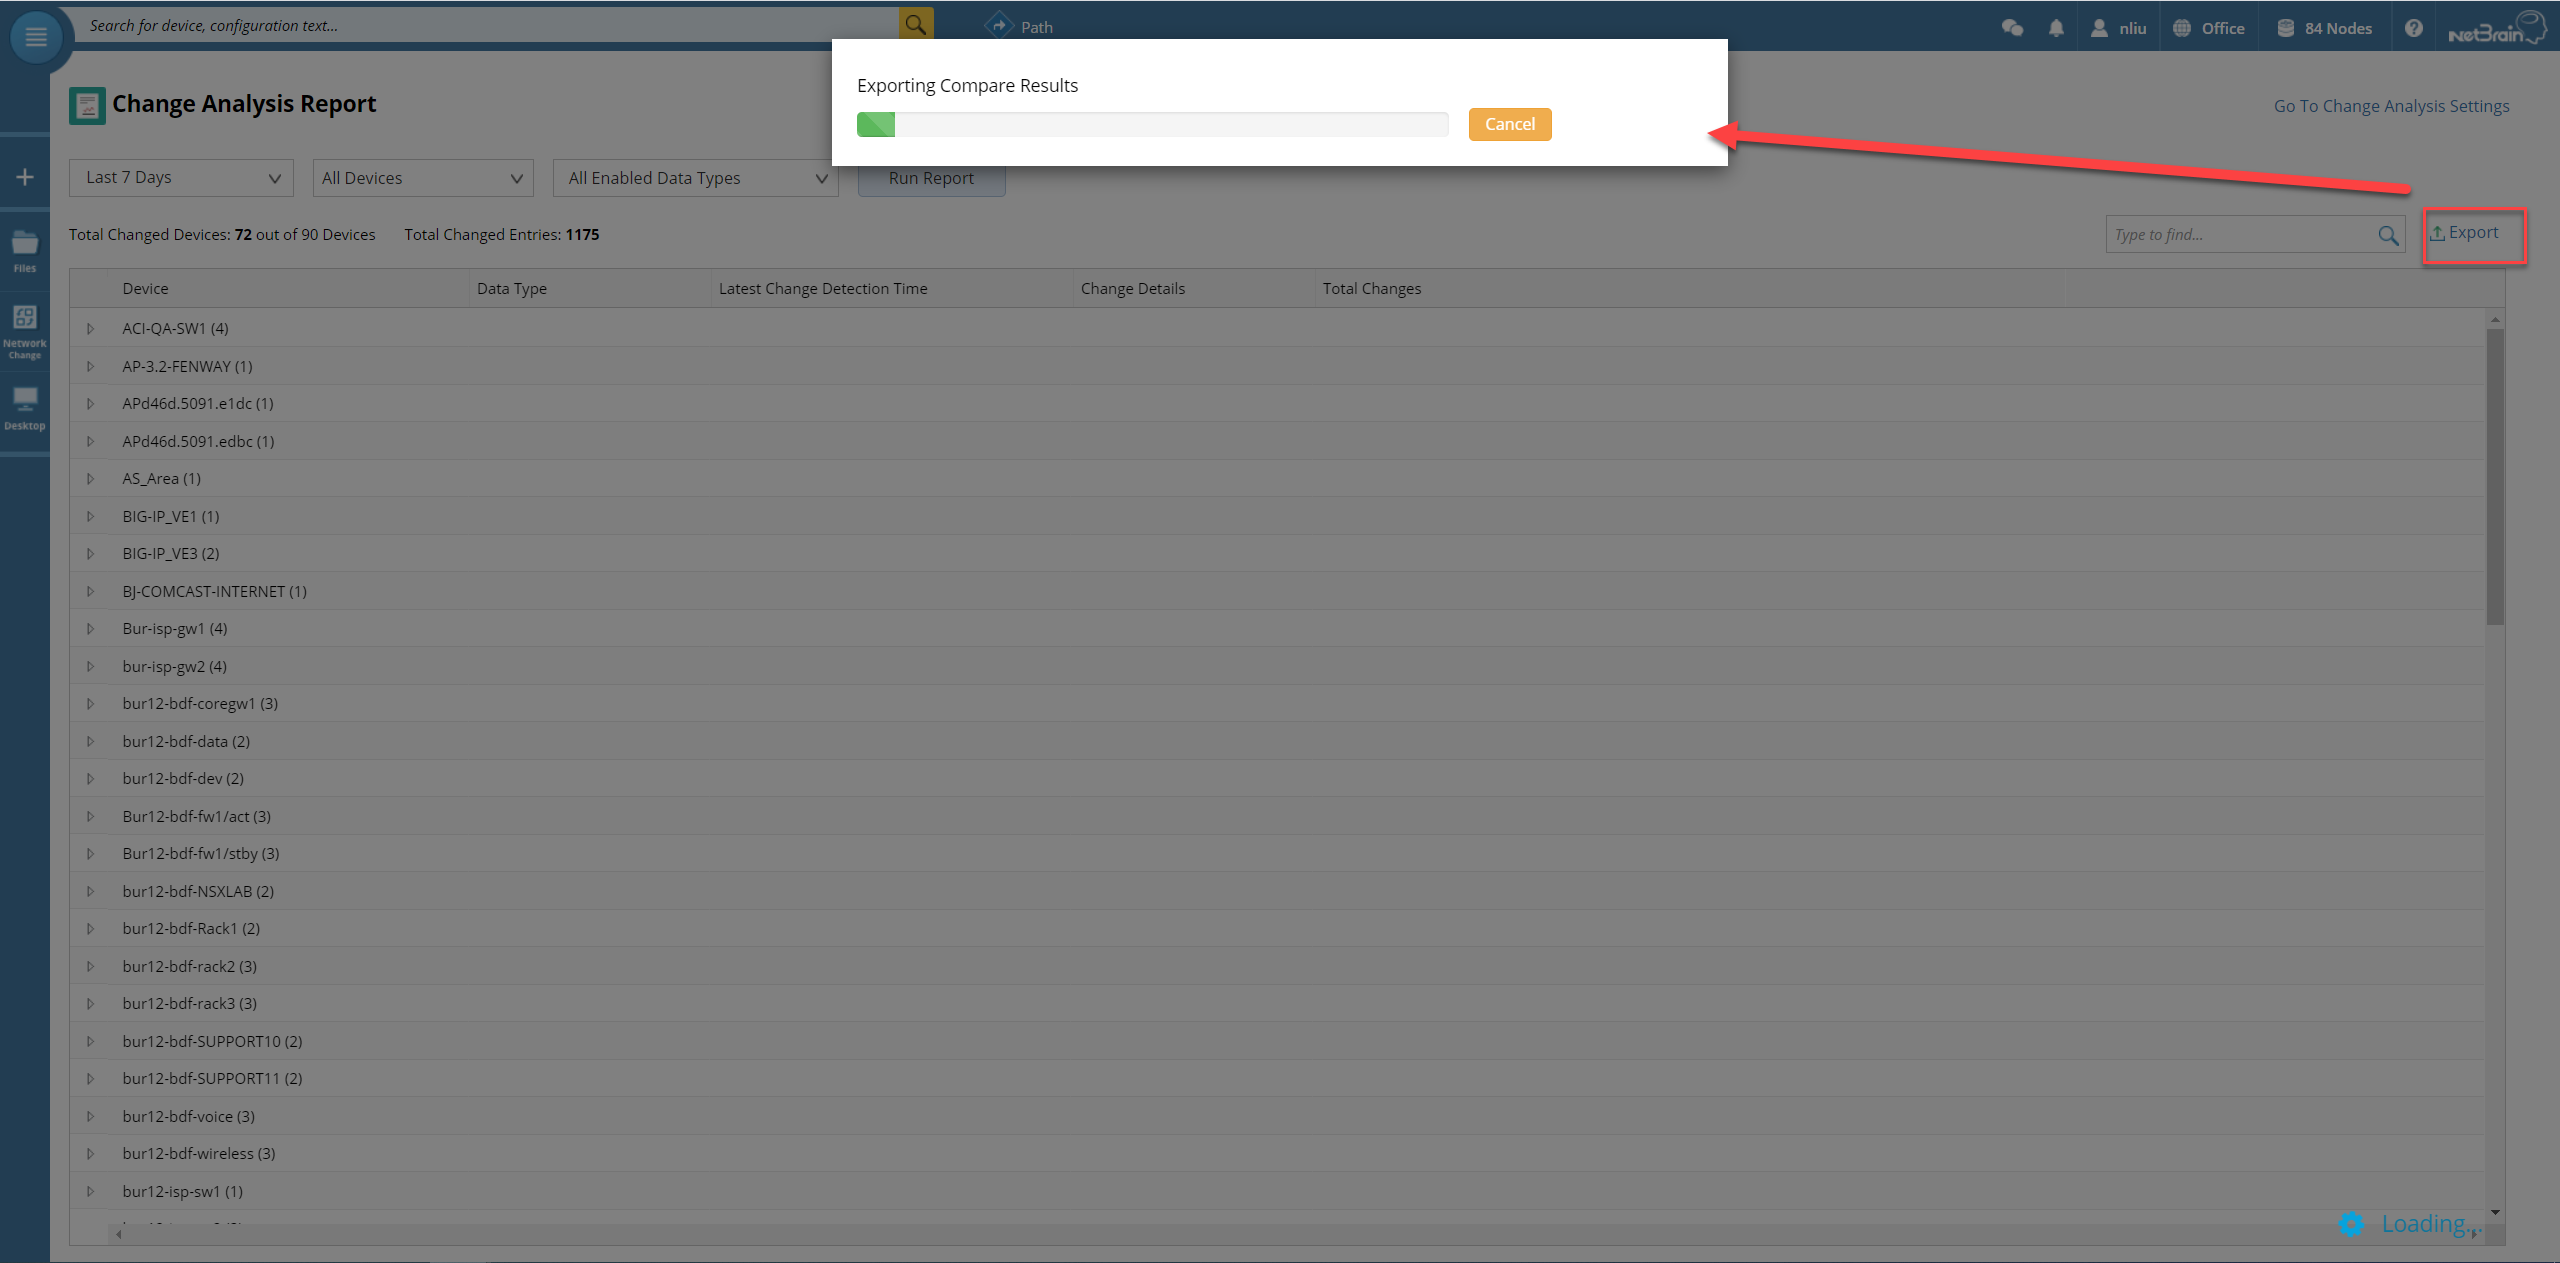 Search for device, configuration text...
Path
nliu
Office
84 Nodes
NetBrain
Exporting Compare Results
Cancel
Change Analysis Report
Go To Change Analysis Settings
Last 7 Days
All Devices
All Enabled Data Types
Run Report
Total Changed Devices: 72 out of 90 Devices
Total Changed Entries: 1175
Type to find...
Export
Files
Network
Change
Desktop
Device
Data Type
Latest Change Detection Time
Change Details
Total Changes
ACI-QA-SW1 (4)
AP-3.2-FENWAY (1)
APd46d.5091.e1dc (1)
APd46d.5091.edbc (1)
AS_Area (1)
BIG-IP_VE1 (1)
BIG-IP_VE3 (2)
BJ-COMCAST-INTERNET (1)
Bur-isp-gw1 (4)
bur-isp-gw2 (4)
bur12-bdf-coregw1 (3)
bur12-bdf-data (2)
bur12-bdf-dev (2)
Bur12-bdf-fw1/act (3)
Bur12-bdf-fw1/stby (3)
bur12-bdf-NSXLAB (2)
bur12-bdf-Rack1 (2)
bur12-bdf-rack2 (3)
bur12-bdf-rack3 (3)
bur12-bdf-SUPPORT10 (2)
bur12-bdf-SUPPORT11 (2)
bur12-bdf-voice (3)
bur12-bdf-wireless (3)
bur12-isp-sw1 (1)
Loading...